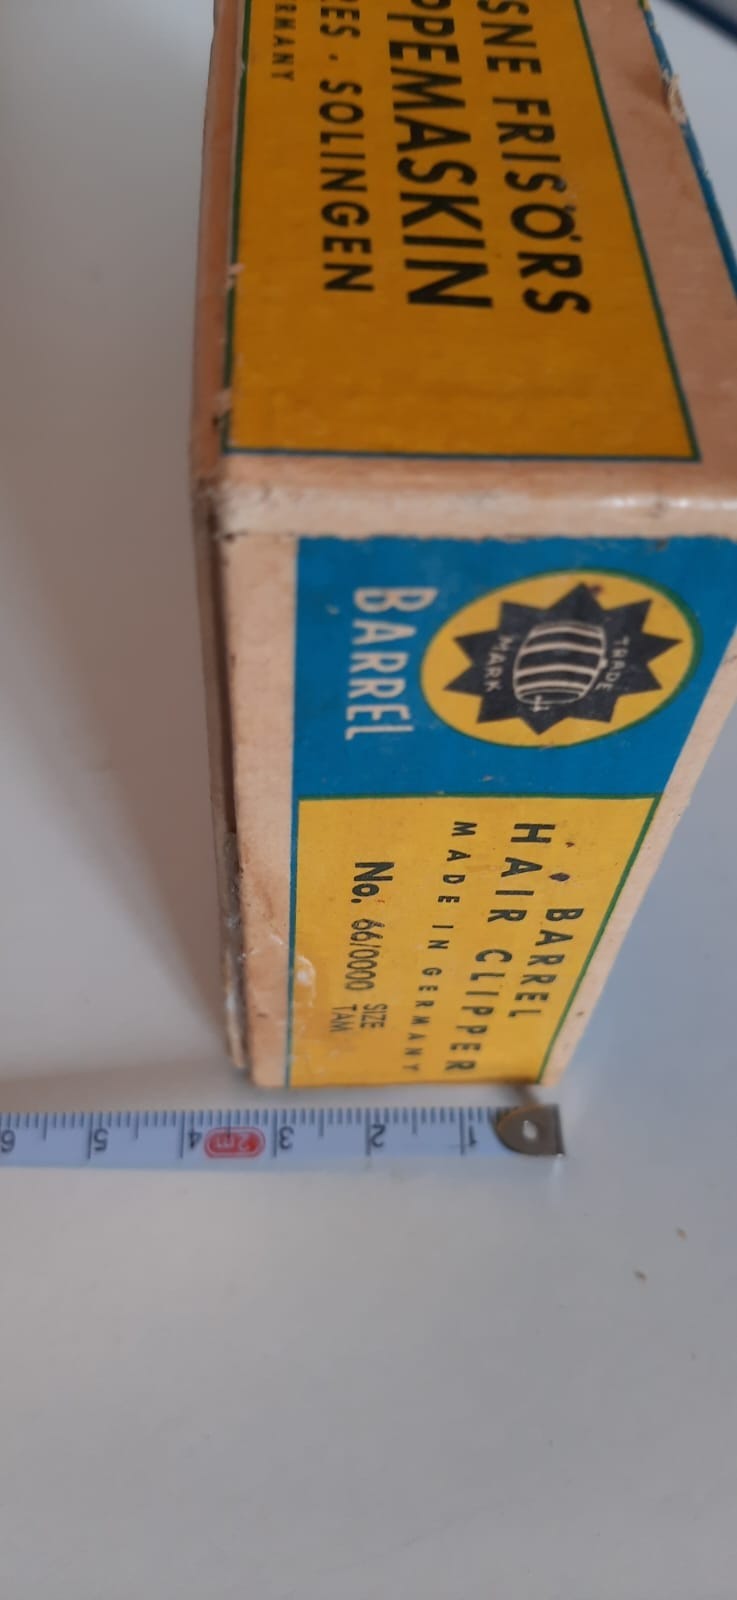 SNE FRISÖRS
PPEMASKIN
RES · SOLINGEN
RMANY
TRADE
MARK
BARREL
BARREL
HAIR CLIPPER
MADE IN GERMANY
No. 66/0000 SIZE
TAM
1 2 3 2m 4 5 6